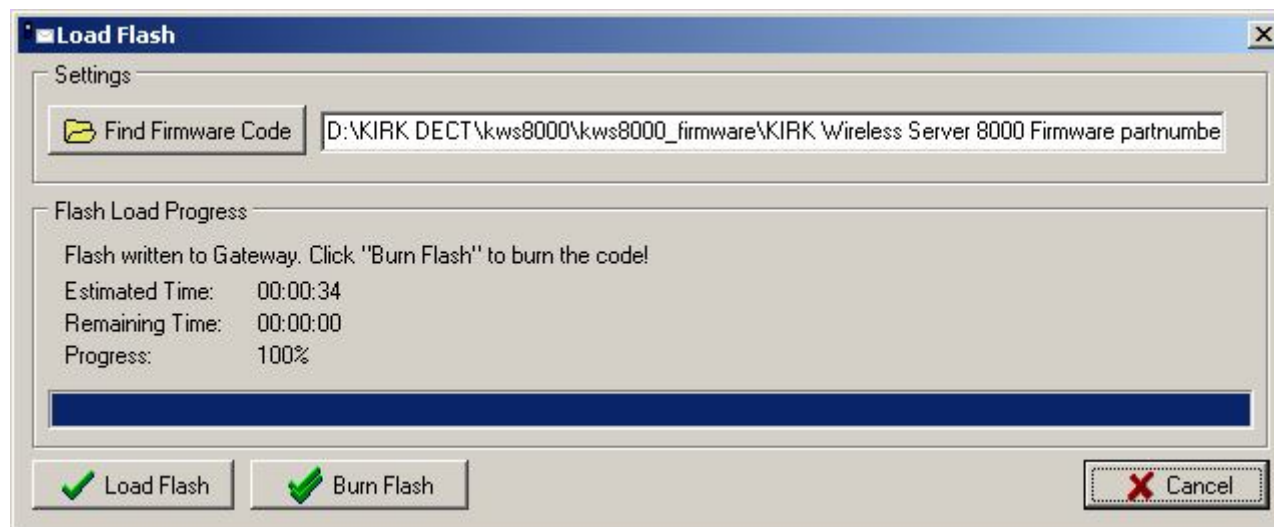 Load Flash
Settings
Find Firmware Code
D:\KIRK DECT\kws8000\kws8000_firmware\KIRK Wireless Server 8000 Firmware partnumbe
Flash Load Progress
Flash written to Gateway. Click "Burn Flash" to burn the code!
Estimated Time: 00:00:34
Remaining Time: 00:00:00
Progress: 100%
Load Flash Burn Flash Cancel